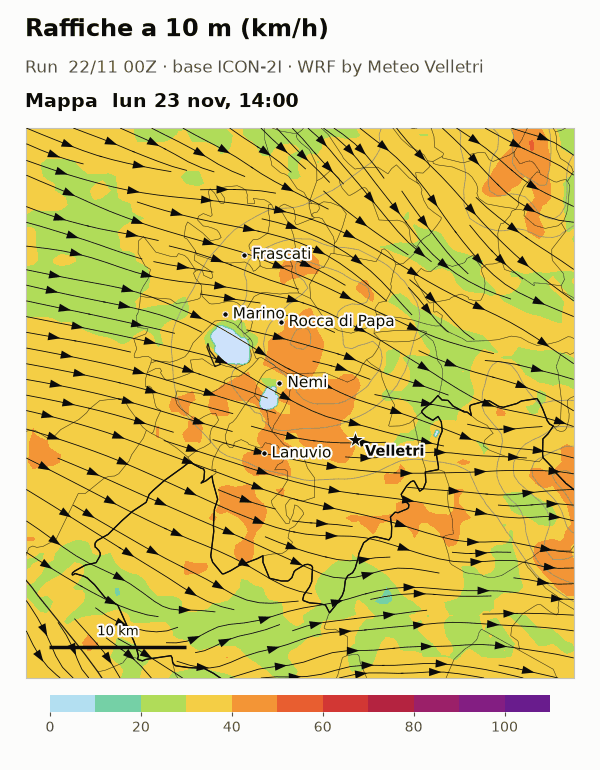 Raffiche a 10 m (km/h)
Run  22/11 00Z · base ICON-2I · WRF by Meteo Velletri
Mappa  lun 23 nov, 14:00
Frascati
Marino
Rocca di Papa
Nemi
Velletri
Lanuvio
10 km
0 20 40 60 80 100